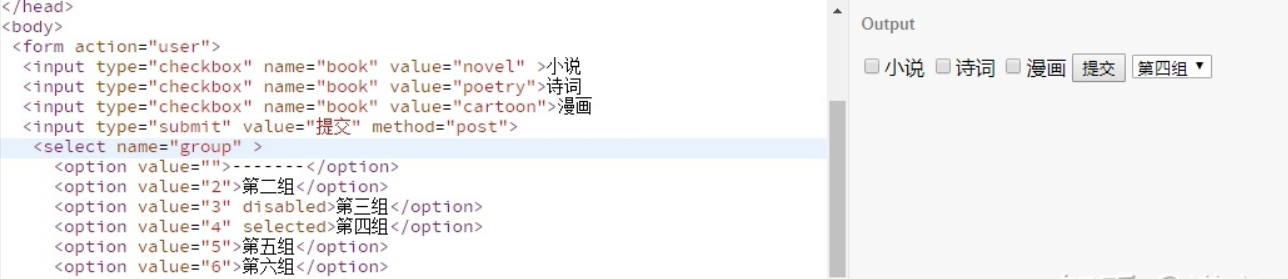 </head>
<body>
<form action="user">
<input type="checkbox" name="book" value="novel" >小说
<input type="checkbox" name="book" value="poetry">诗词
<input type="checkbox" name="book" value="cartoon">漫画
<input type="submit" value="提交" method="post">
<select name="group" >
<option value="">-------</option>
<option value="2">第二组</option>
<option value="3" disabled>第三组</option>
<option value="4" selected>第四组</option>
<option value="5">第五组</option>
<option value="6">第六组</option>
Output
小说 诗词 漫画 提交 第四组